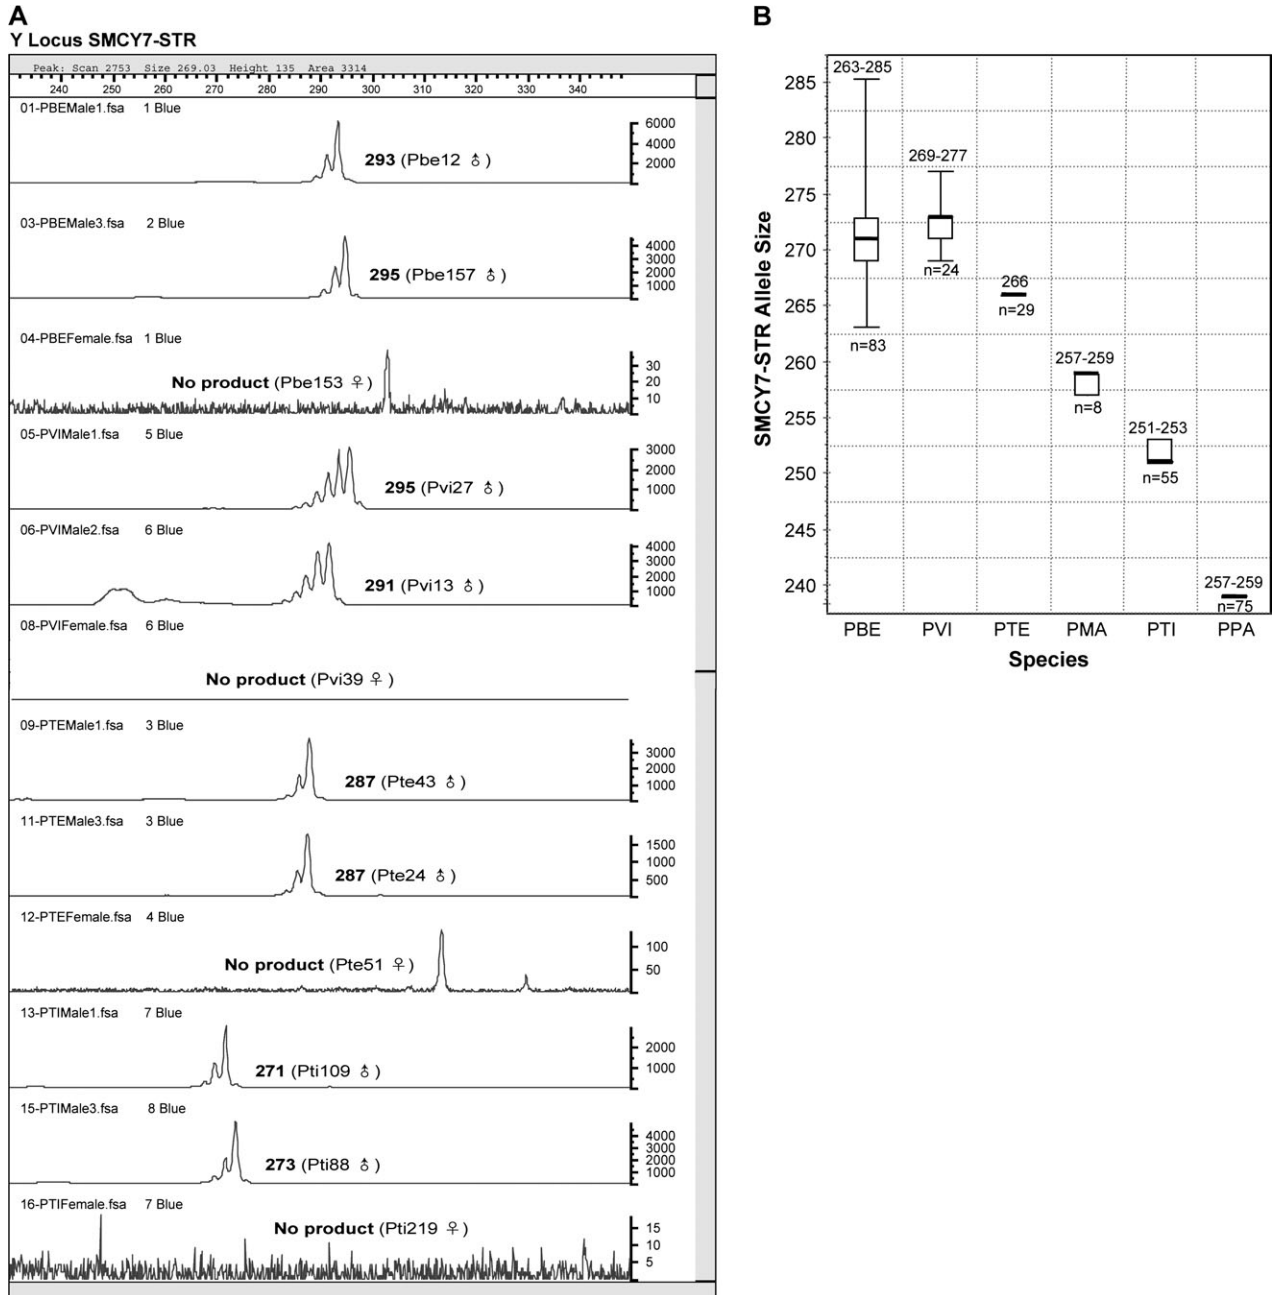 A
Y Locus SMCY7-STR
Peak: Scan 2753 Size 269.03 Height 135 Area 3314
240 250 260 270 280 290 300 310 320 330 340
01-PBEMale1.fsa 1 Blue
6000
4000
2000
293 (Pbe12 ♂)
03-PBEMale3.fsa 2 Blue
4000
3000
2000
1000
295 (Pbe157 ♂)
04-PBEFemale.fsa 1 Blue
30
20
10
No product (Pbe153 ♀)
05-PVIMale1.fsa 5 Blue
3000
1000
295 (Pvi27 ♂)
06-PVIMale2.fsa 6 Blue
4000
3000
2000
1000
291 (Pvi13 ♂)
08-PVIFemale.fsa 6 Blue
No product (Pvi39 ♀)
09-PTEMale1.fsa 3 Blue
3000
2000
1000
287 (Pte43 ♂)
11-PTEMale3.fsa 3 Blue
1500
1000
500
287 (Pte24 ♂)
12-PTEFemale.fsa 4 Blue
100
50
No product (Pte51 ♀)
13-PTIMale1.fsa 7 Blue
2000
1000
271 (Pti109 ♂)
15-PTIMale3.fsa 8 Blue
4000
3000
2000
1000
273 (Pti88 ♂)
16-PTIFemale.fsa 7 Blue
15
10
5
No product (Pti219 ♀)
B
SMCY7-STR Allele Size
285
280
275
270
265
260
255
250
245
240
263-285
n=83
269-277
n=24
266
n=29
257-259
n=8
251-253
n=55
257-259
n=75
PBE PVI PTE PMA PTI PPA
Species